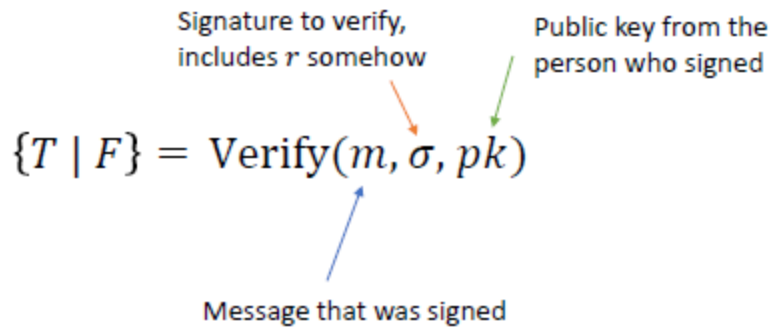 Signature to verify,
includes r somehow
Public key from the
person who signed
{T | F} = Verify(m, σ, pk)
Message that was signed